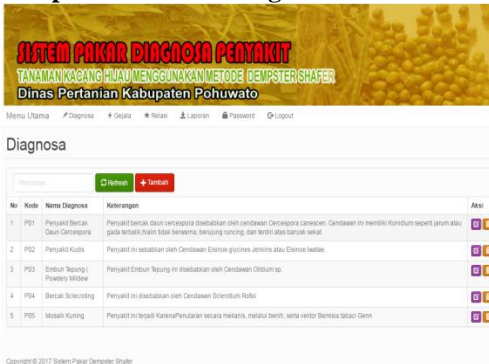 SISTEM PAKAR DIAGNOSA PENYAKIT
TANAMAN KACANG HIJAU MENGGUNAKAN METODE DEMPSTER SHAFER
Dinas Pertanian Kabupaten Pohuwato
Menu Utama Diagnosa Gejala Relasi Laporan Password Logout
Diagnosa
Refresh Tambah
No Kode Nama Diagnosa Keterangan Aksi
1 P01 Penyakit Bercak Daun Cercospora Penyakit bercak daun cercospora disebabkan oleh cendawan Cercospora canescen. Cendawan ini memiliki Konidium seperti jarum atau
gada terbalik,hialin tidak berwarna, berujung runcing, dan terdiri atas banyak sekat.
2 P02 Penyakit Kudis Penyakit ini sebabkan oleh Cendawan Elsinoe glycines Jenkins atau Elsinoe Iwatae.
3 P03 Embun Tepung ( Powdery Mildew Penyakit Embun Tepung ini disebabkan oleh Cendawan Oildium sp.
4 P04 Bercak Sclecroting Penyakit ini disebabkan oleh Cendawan Sclerotium Rofsii
5 P05 Mosaik Kuning Penyakit ini terjadi KarenaPenularan secara mekanis, melalui benih, serta vektor Bemisia tabaci Genn.
Copyright © 2017 Sistem Pakar Dempster Shafer